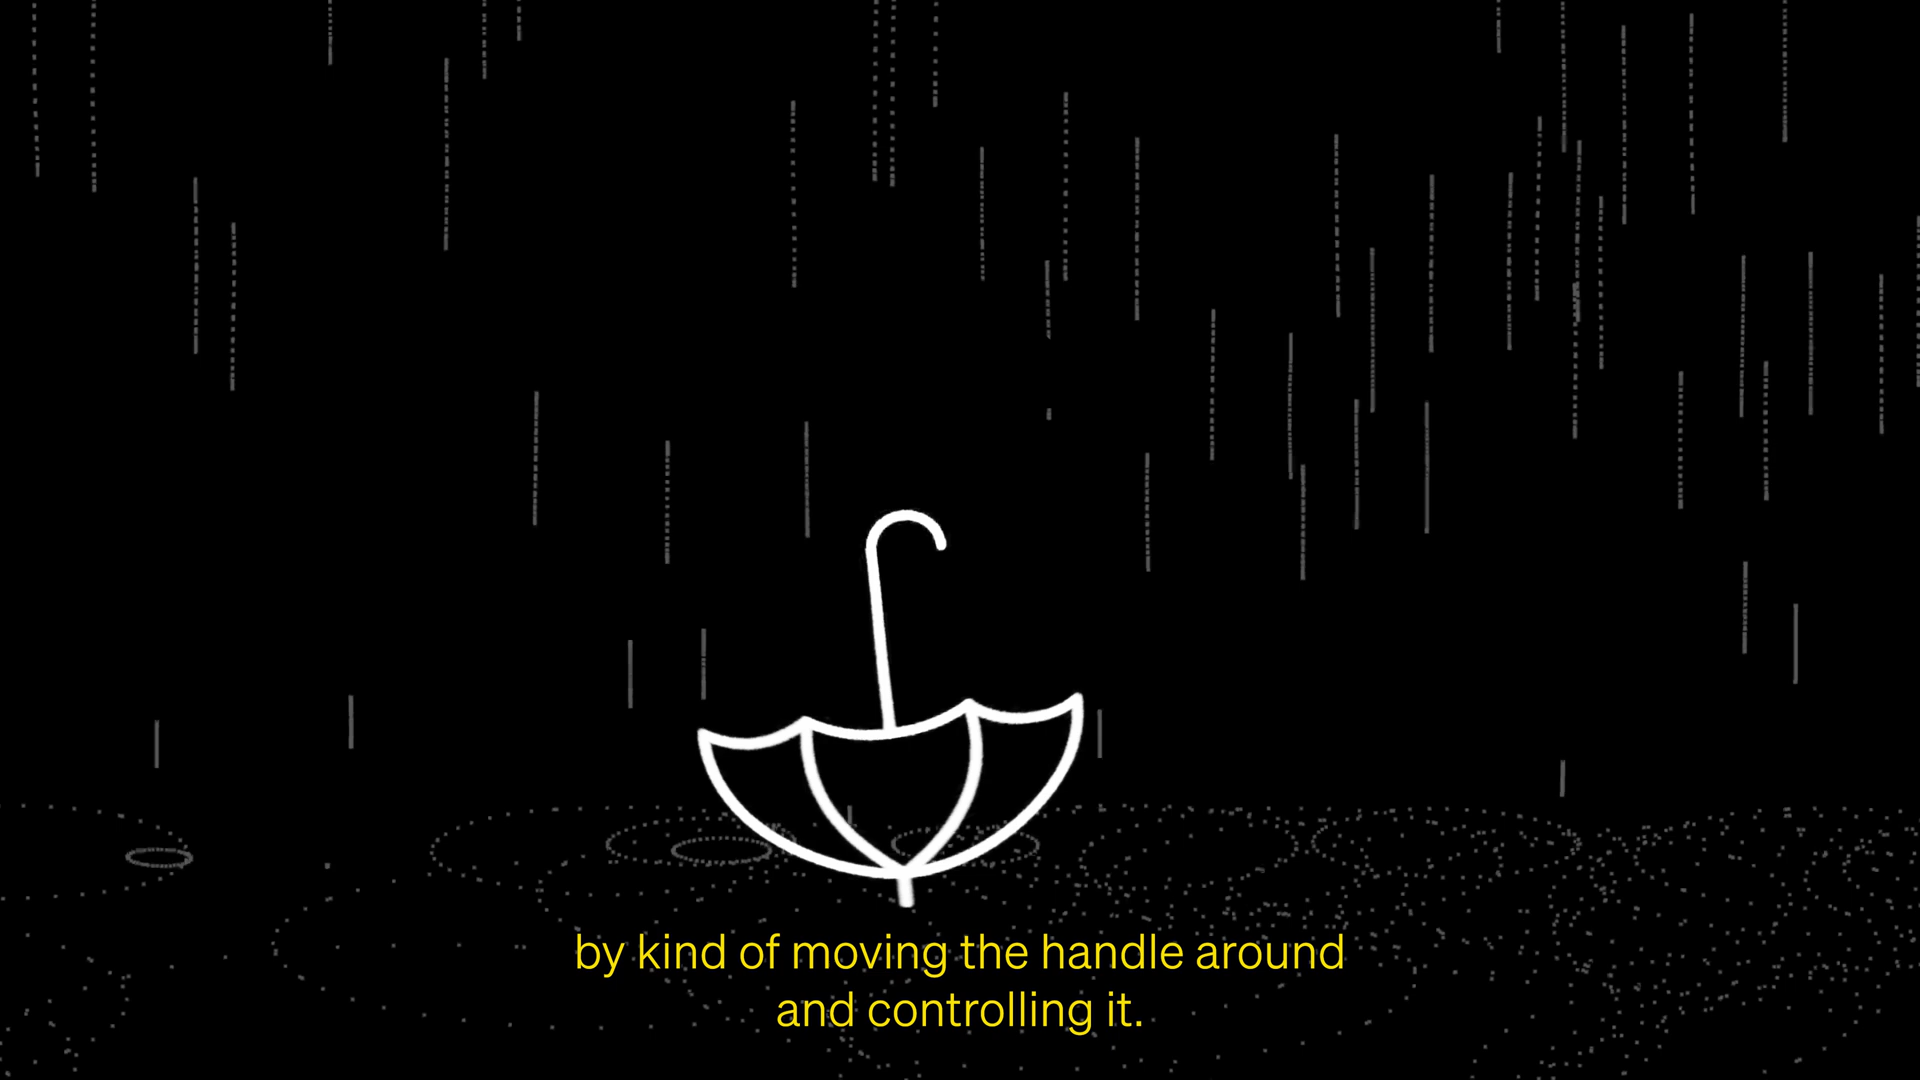 by kind of moving the handle around
and controlling it.